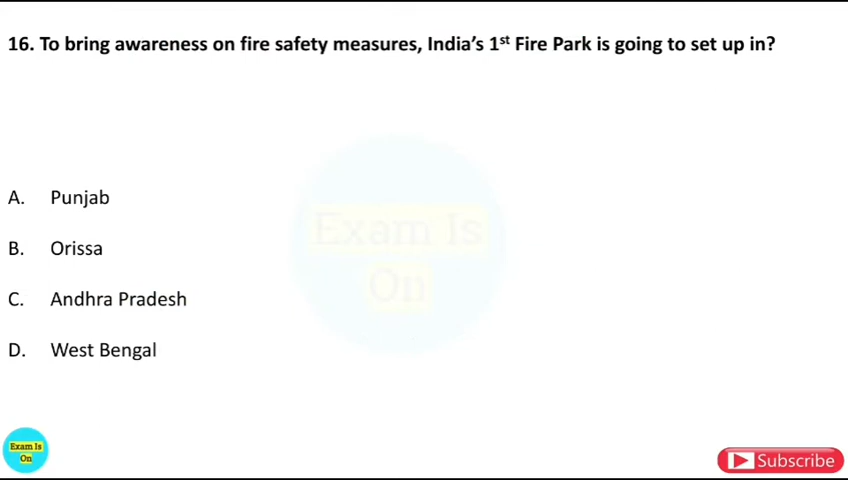 16. To bring awareness on fire safety measures, India's 1st Fire Park is going to set up in?
Exam Is
On
A. Punjab
B. Orissa
C. Andhra Pradesh
D. West Bengal
Exam Is
On
Subscribe